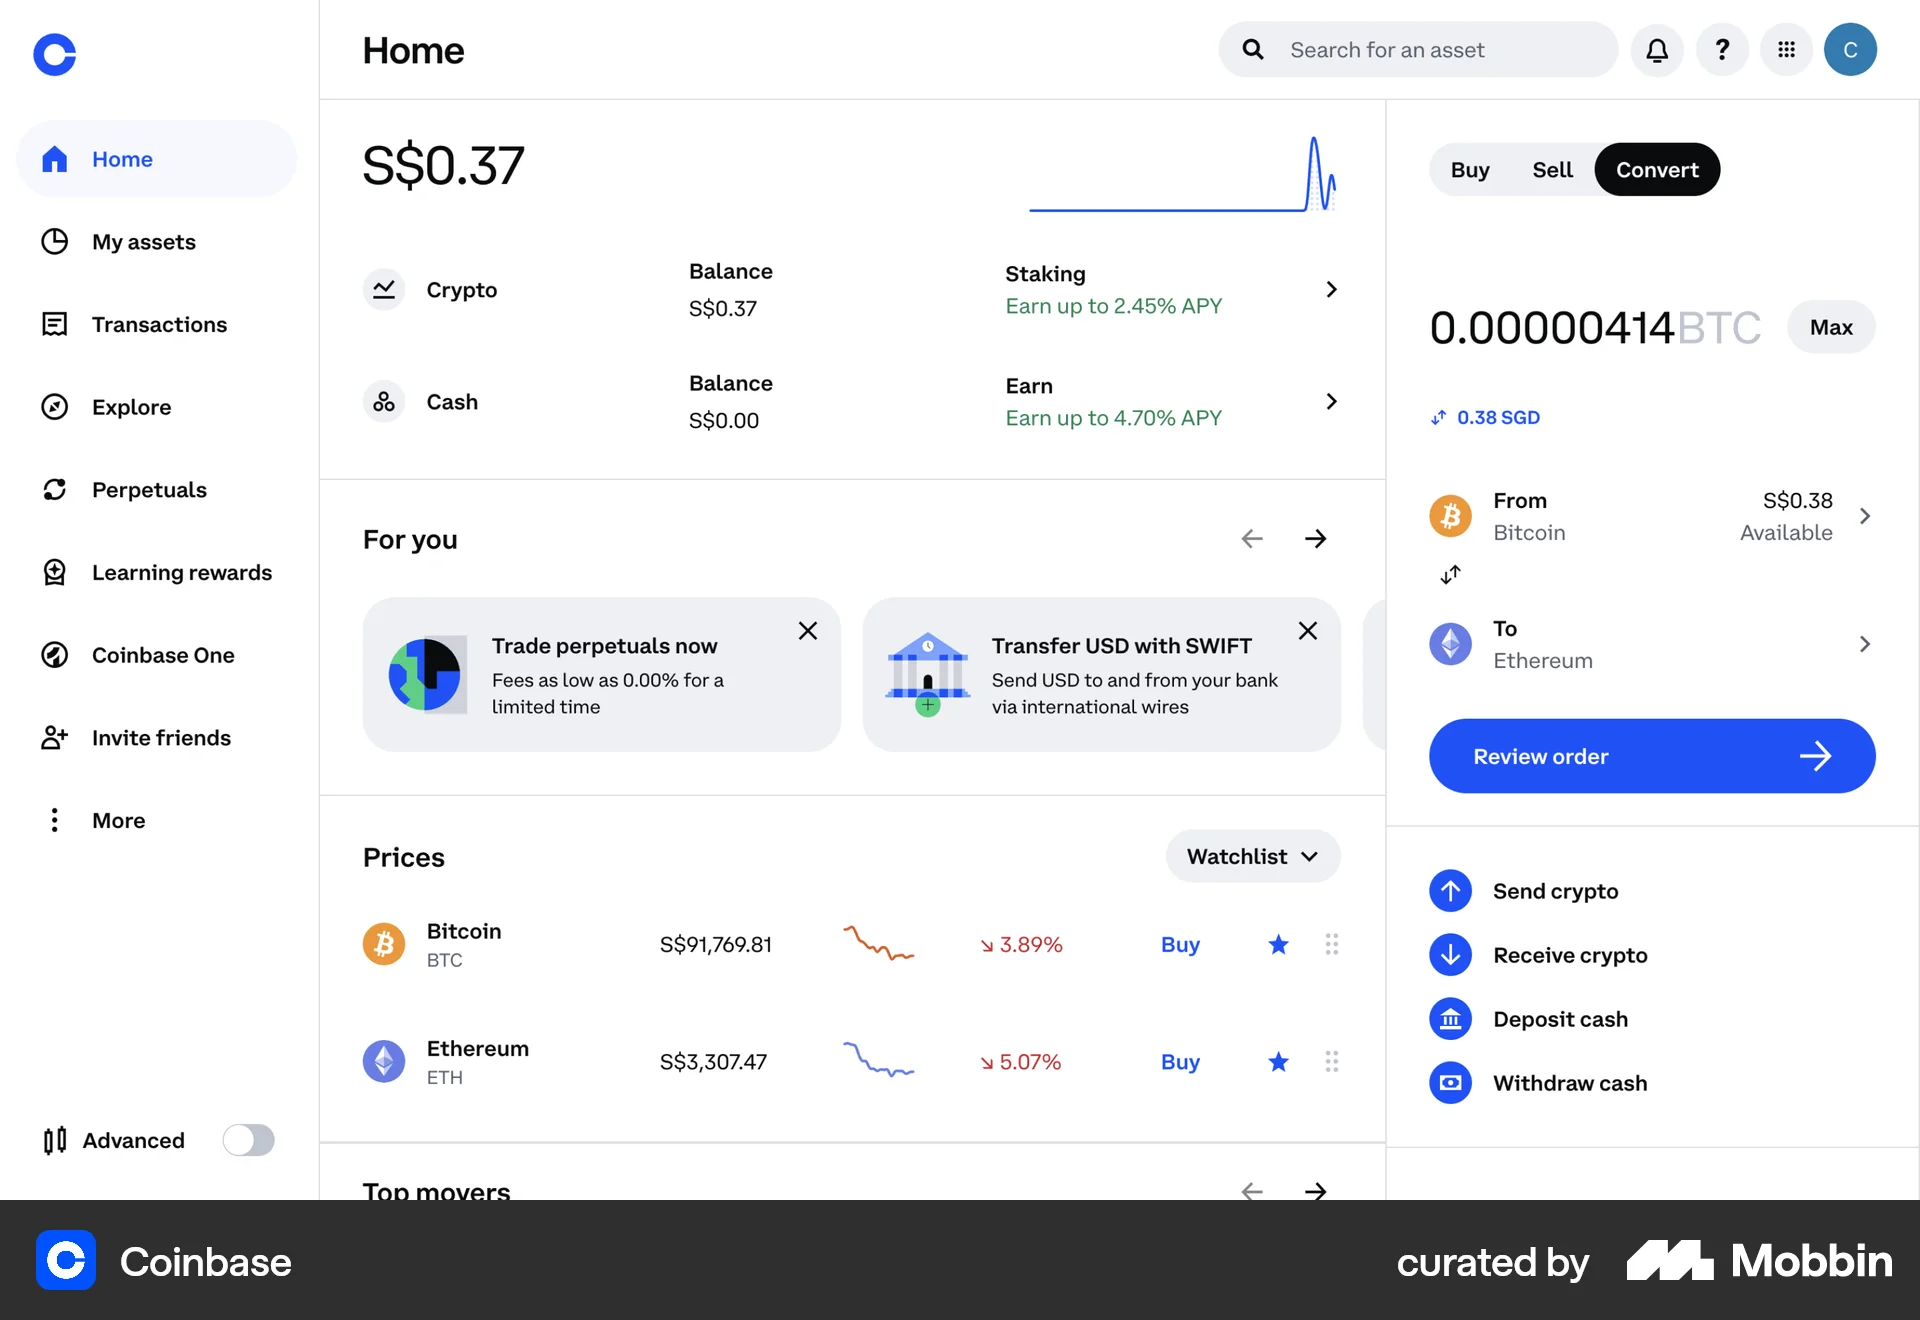 Home
Search for an asset
?
C
Home
My assets
Transactions
Explore
Perpetuals
Learning rewards
Coinbase One
Invite friends
More
Advanced
S$0.37
Crypto
Balance
S$0.37
Staking
Earn up to 2.45% APY
Cash
Balance
S$0.00
Earn
Earn up to 4.70% APY
For you
Trade perpetuals now
Fees as low as 0.00% for a
limited time
Transfer USD with SWIFT
Send USD to and from your bank
via international wires
Prices
Watchlist
Bitcoin
BTC
S$91,769.81
↘ 3.89%
Buy
Ethereum
ETH
S$3,307.47
↘ 5.07%
Buy
Top movers
Buy
Sell
Convert
0.00000414BTC
Max
0.38 SGD
From
Bitcoin
S$0.38
Available
To
Ethereum
Review order
Send crypto
Receive crypto
Deposit cash
Withdraw cash
Coinbase
curated by
Mobbin